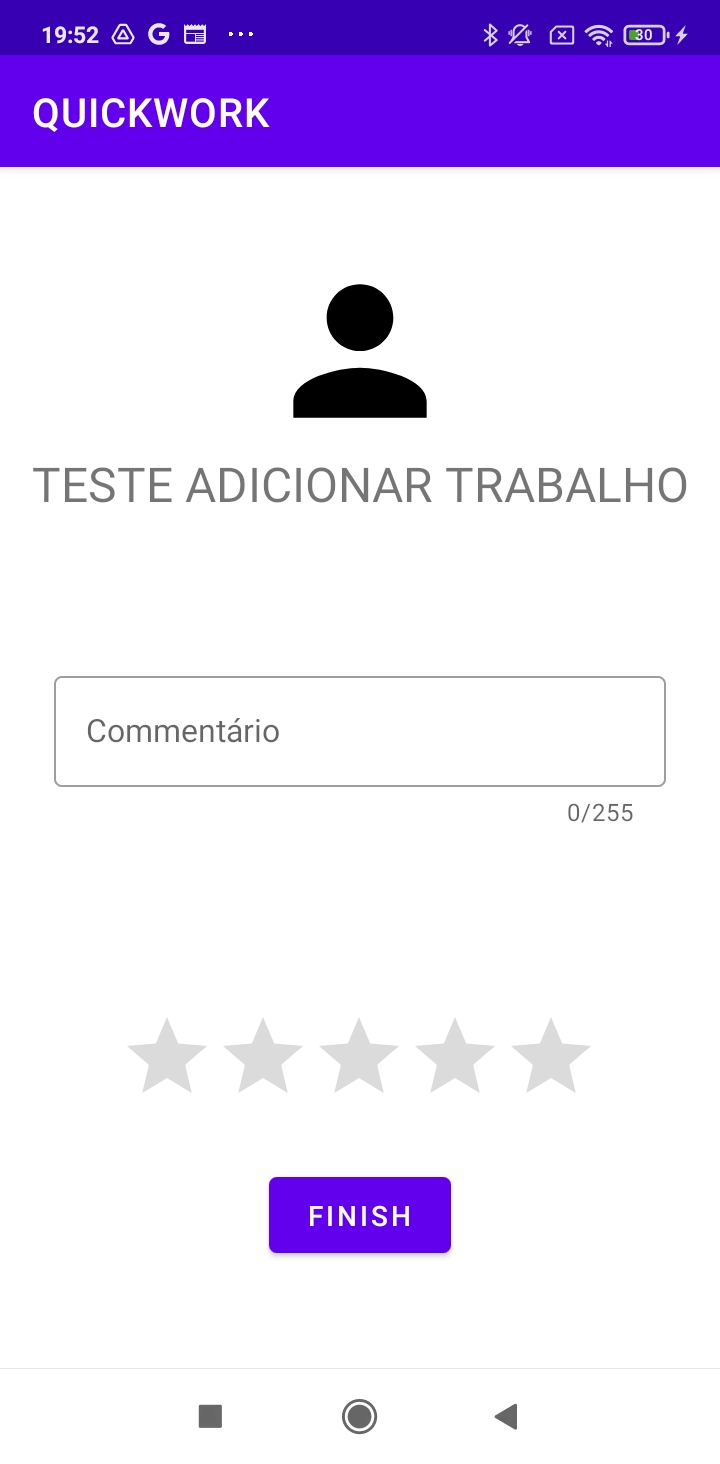 19:52
30
QUICKWORK
TESTE ADICIONAR TRABALHO
Commentário
0/255
FINISH